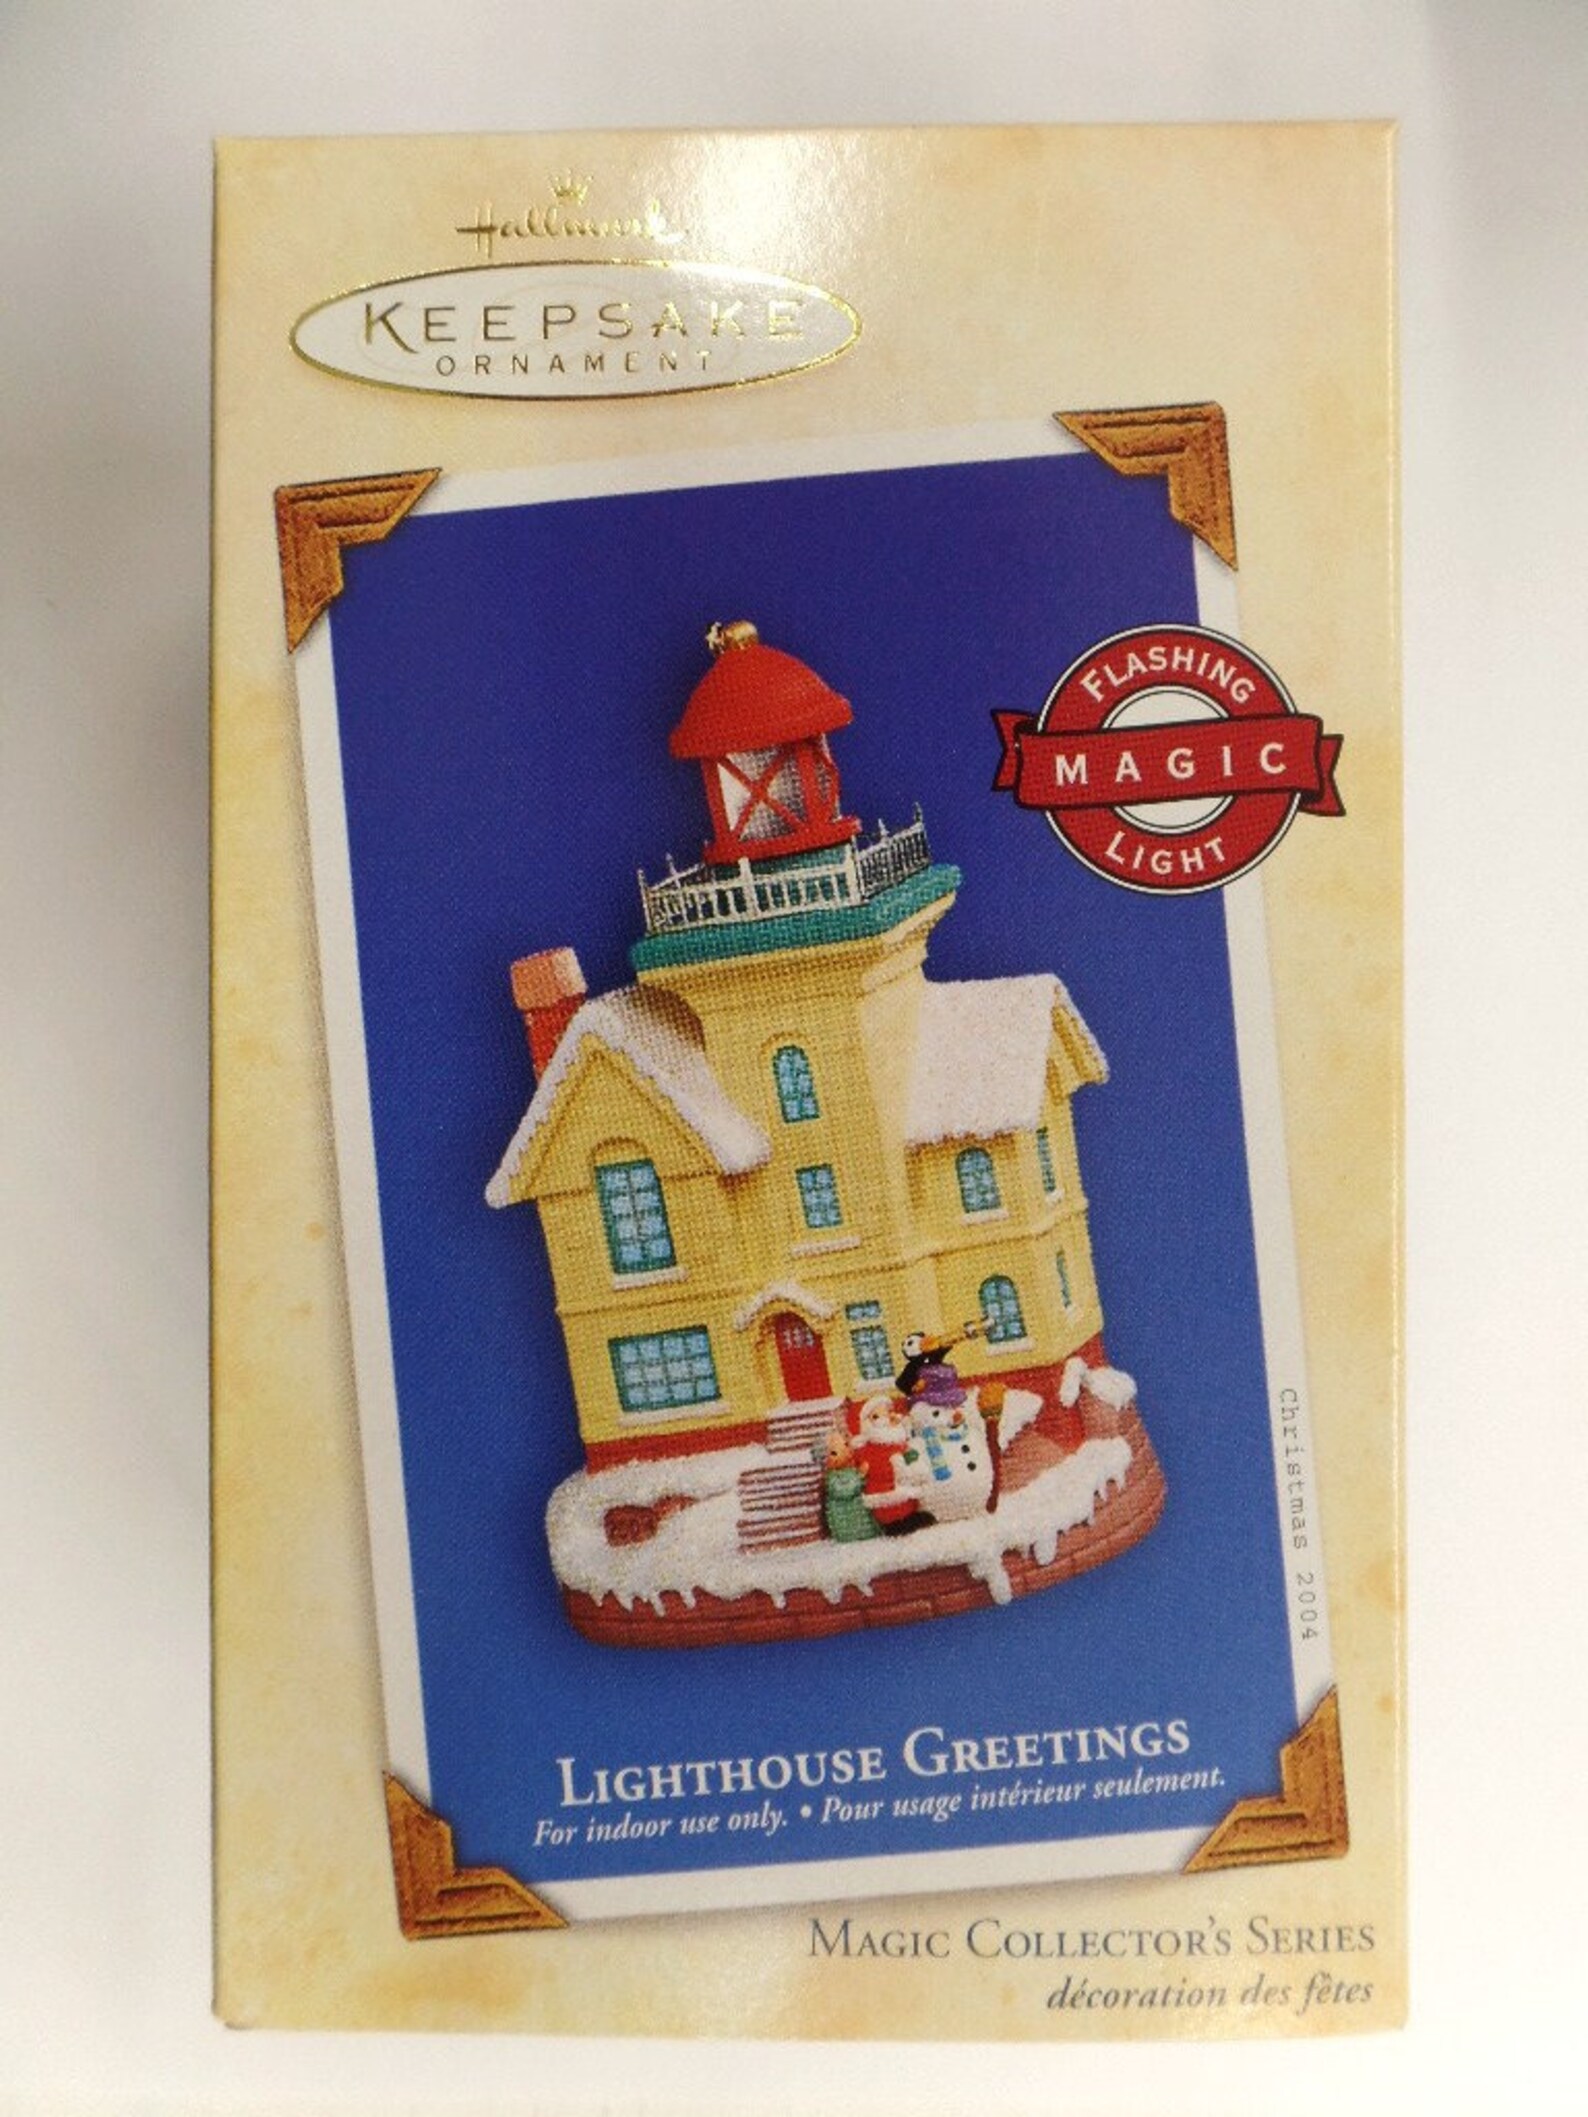 Hallmark
KEEPSAKE
ORNAMENT
FLASHING
MAGIC
LIGHT
Christmas 2004
LIGHTHOUSE GREETINGS
For indoor use only. • Pour usage intérieur seulement.
MAGIC COLLECTOR'S SERIES
décoration des fêtes